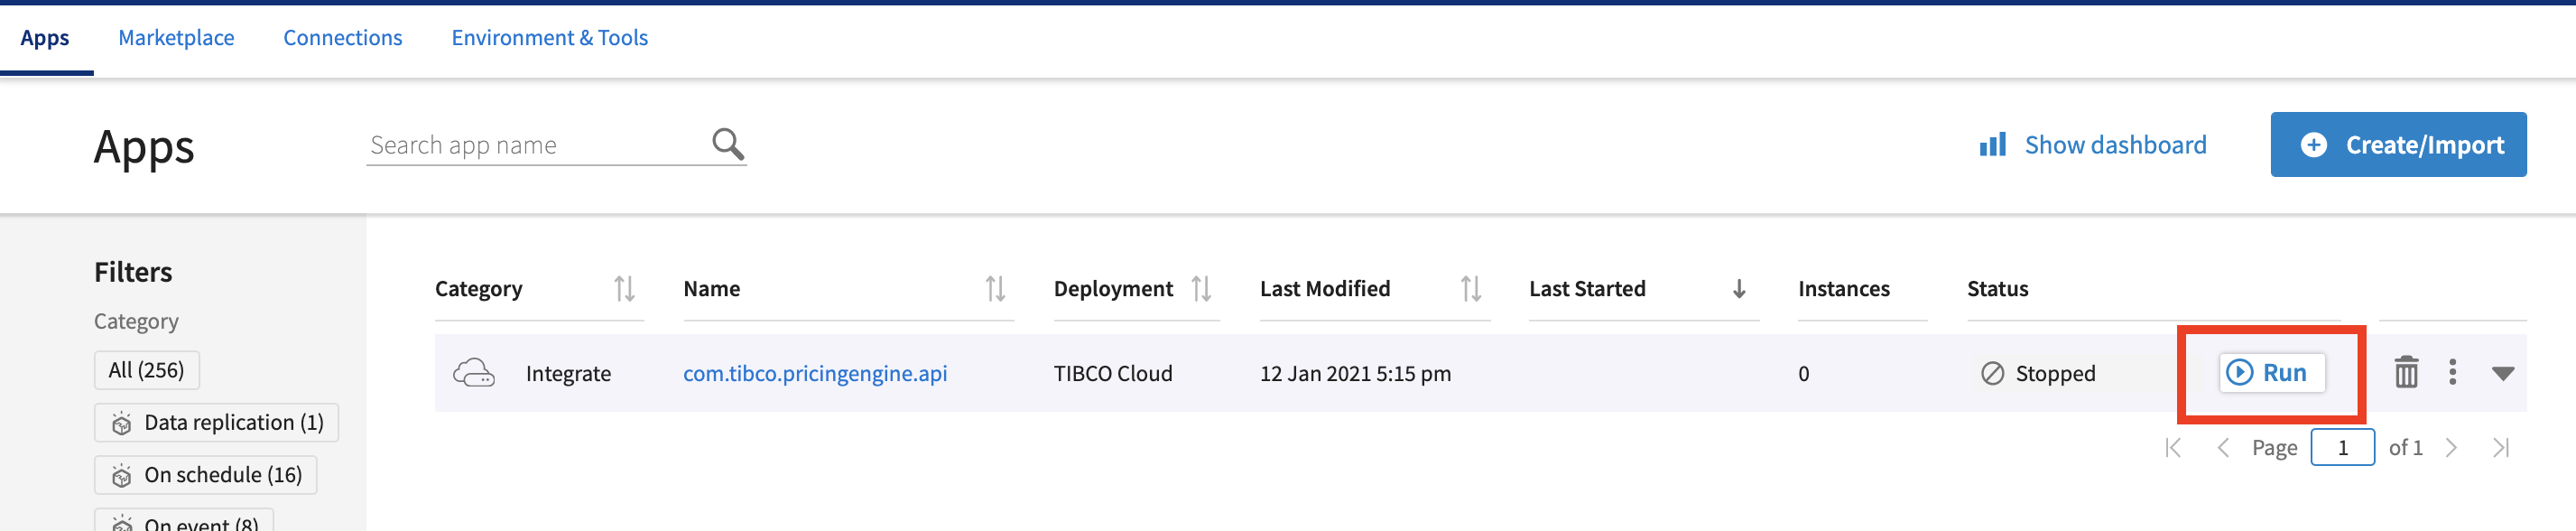 Apps Marketplace Connections Environment & Tools
Apps Search app name Show dashboard Create/Import
Filters
Category
All (256)
Data replication (1)
On schedule (16)
On event (8)
Category Name Deployment Last Modified Last Started Instances Status
Integrate com.tibco.pricingengine.api TIBCO Cloud 12 Jan 2021 5:15 pm 0 Stopped Run
Page 1 of 1